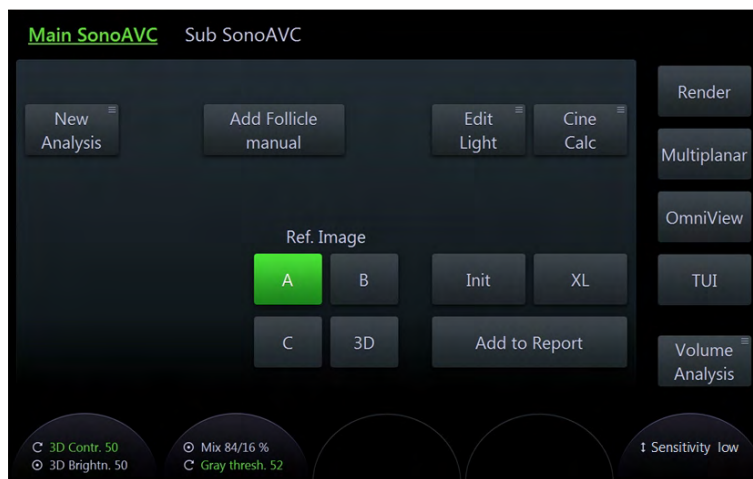 Main SonoAVC Sub SonoAVC
Render
New Analysis
Add Follicle manual
Edit Light
Cine Calc
Multiplanar
OmniView
Ref. Image
A B Init XL TUI
C 3D Add to Report
Volume Analysis
3D Contr. 50
3D Brightn. 50
Mix 84/16 %
Gray thresh. 52
Sensitivity low